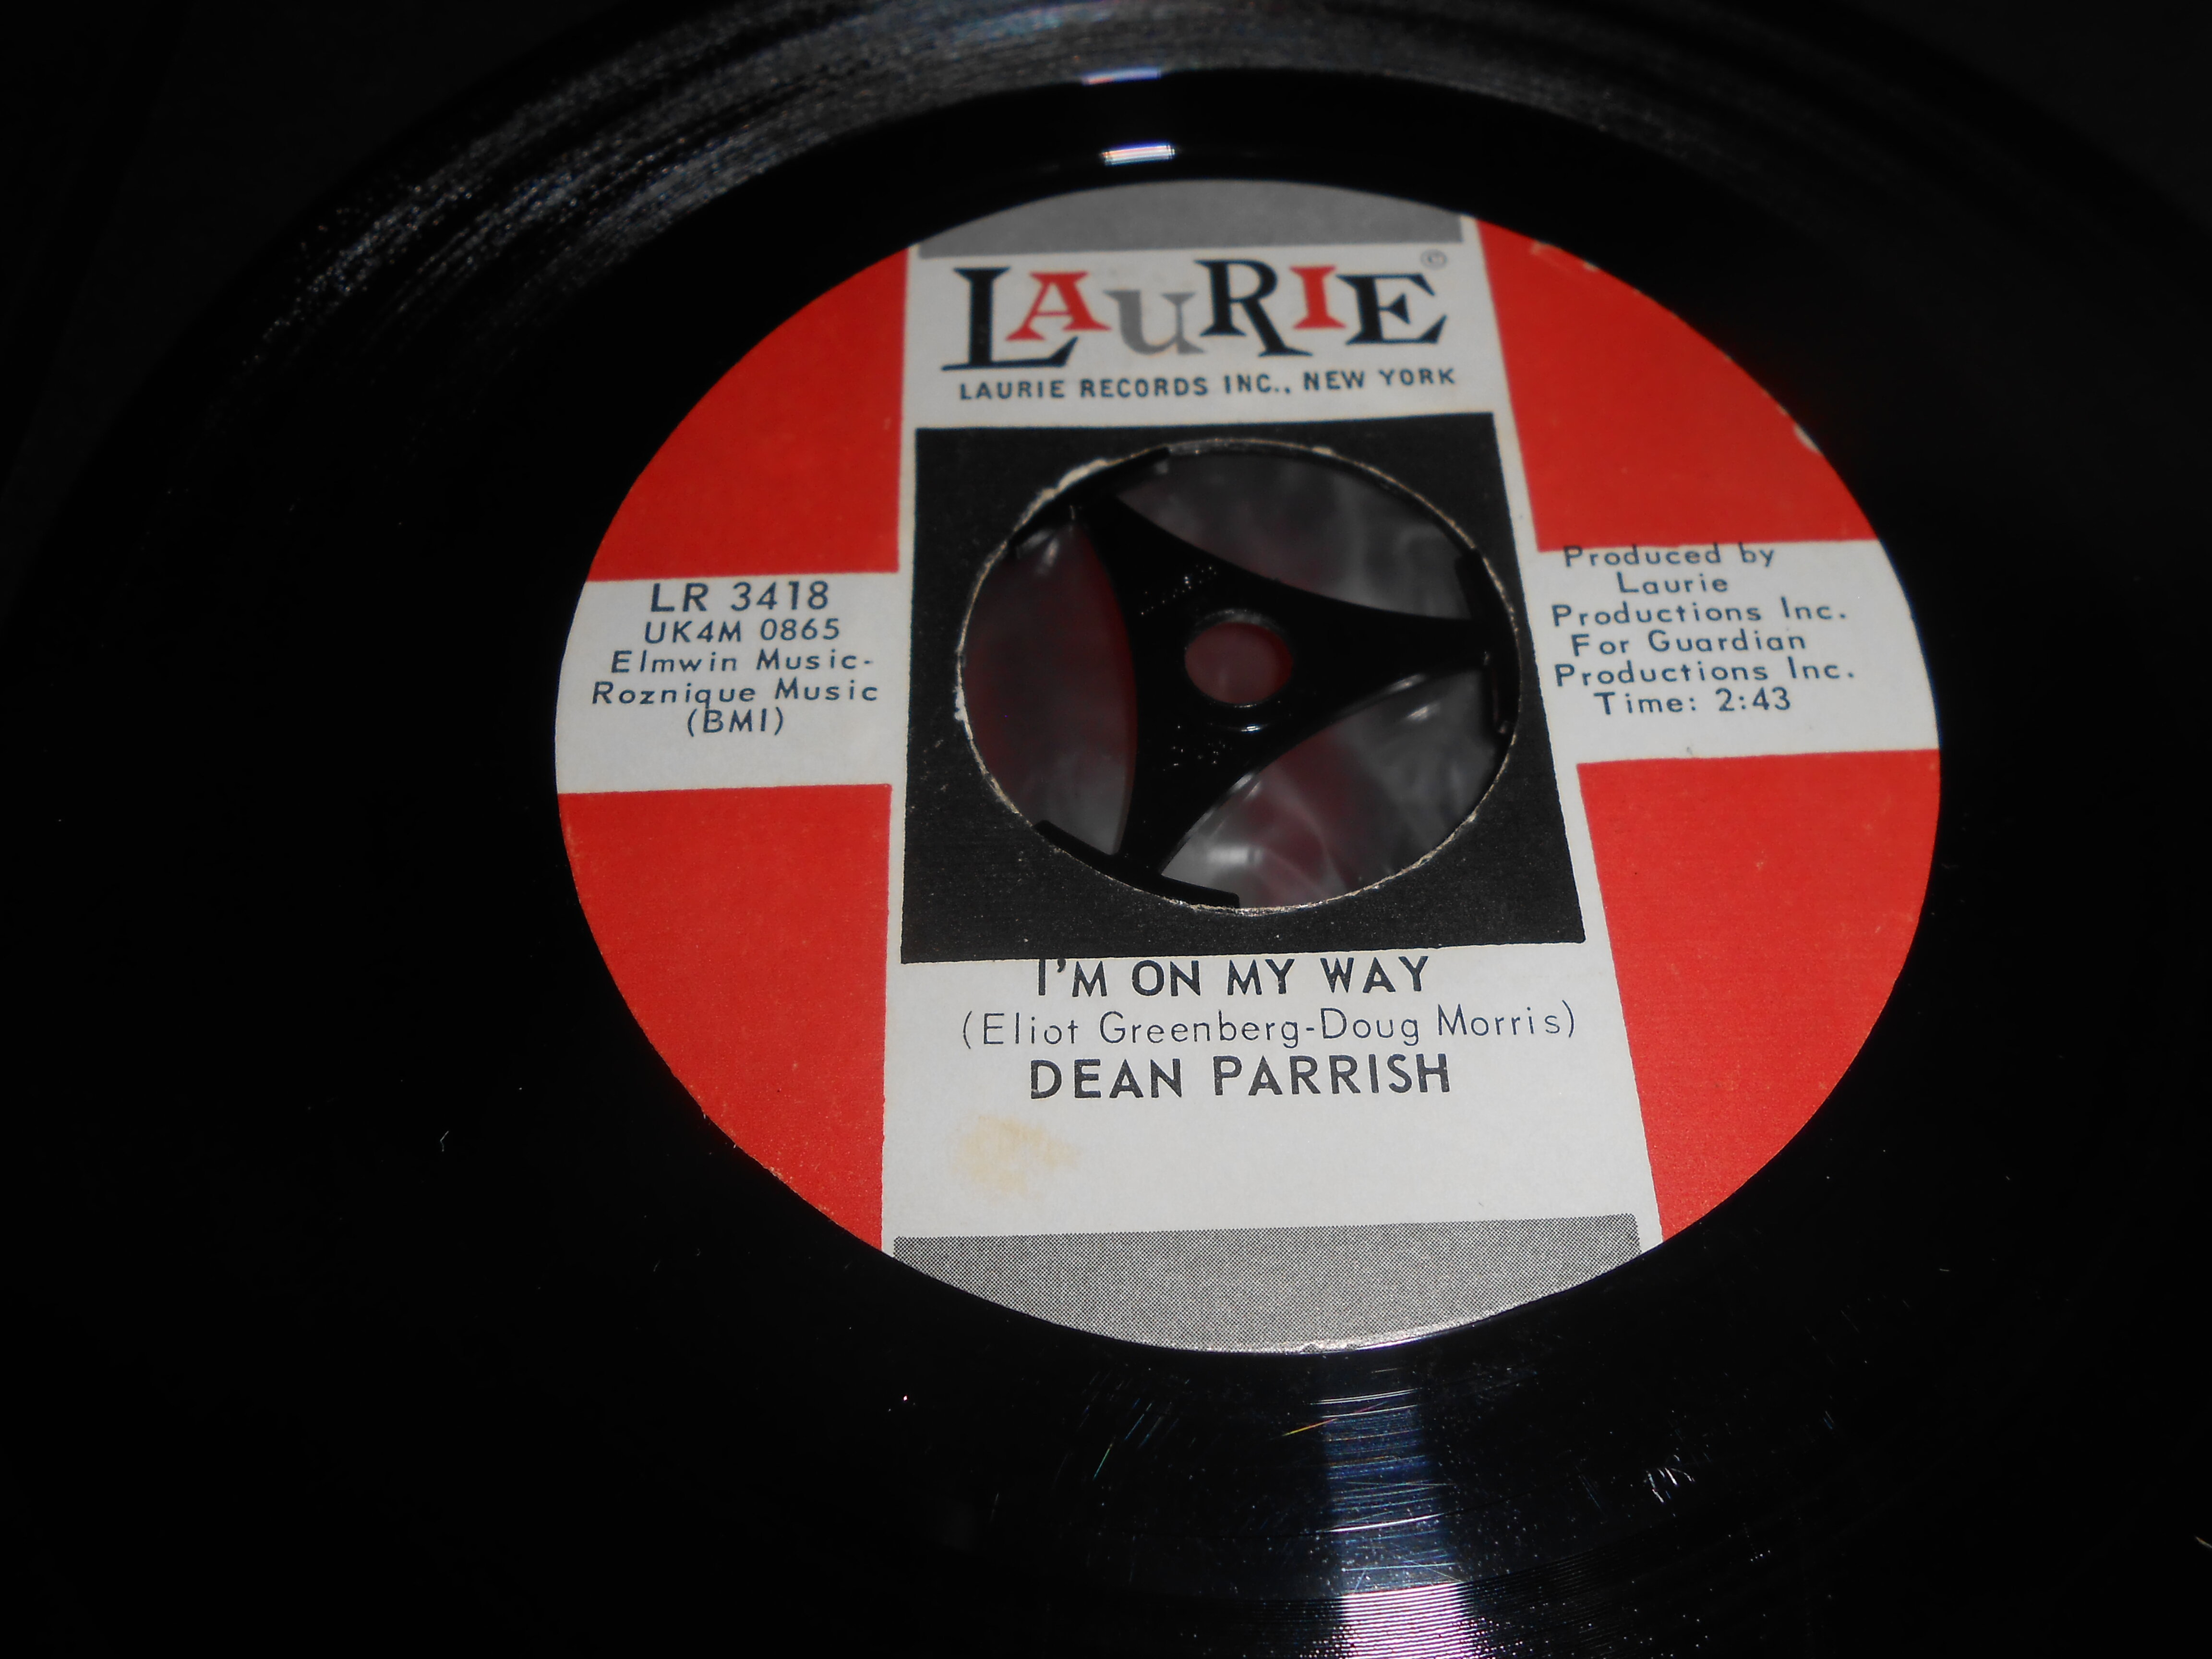 LAuRIE ©
LAURIE RECORDS INC., NEW YORK
LR 3418
UK4M 0865
Elmwin Music-
Roznique Music
(BMI)
Produced by
Laurie
Productions Inc.
For Guardian
Productions Inc.
Time: 2:43
I'M ON MY WAY
(Eliot Greenberg-Doug Morris)
DEAN PARRISH